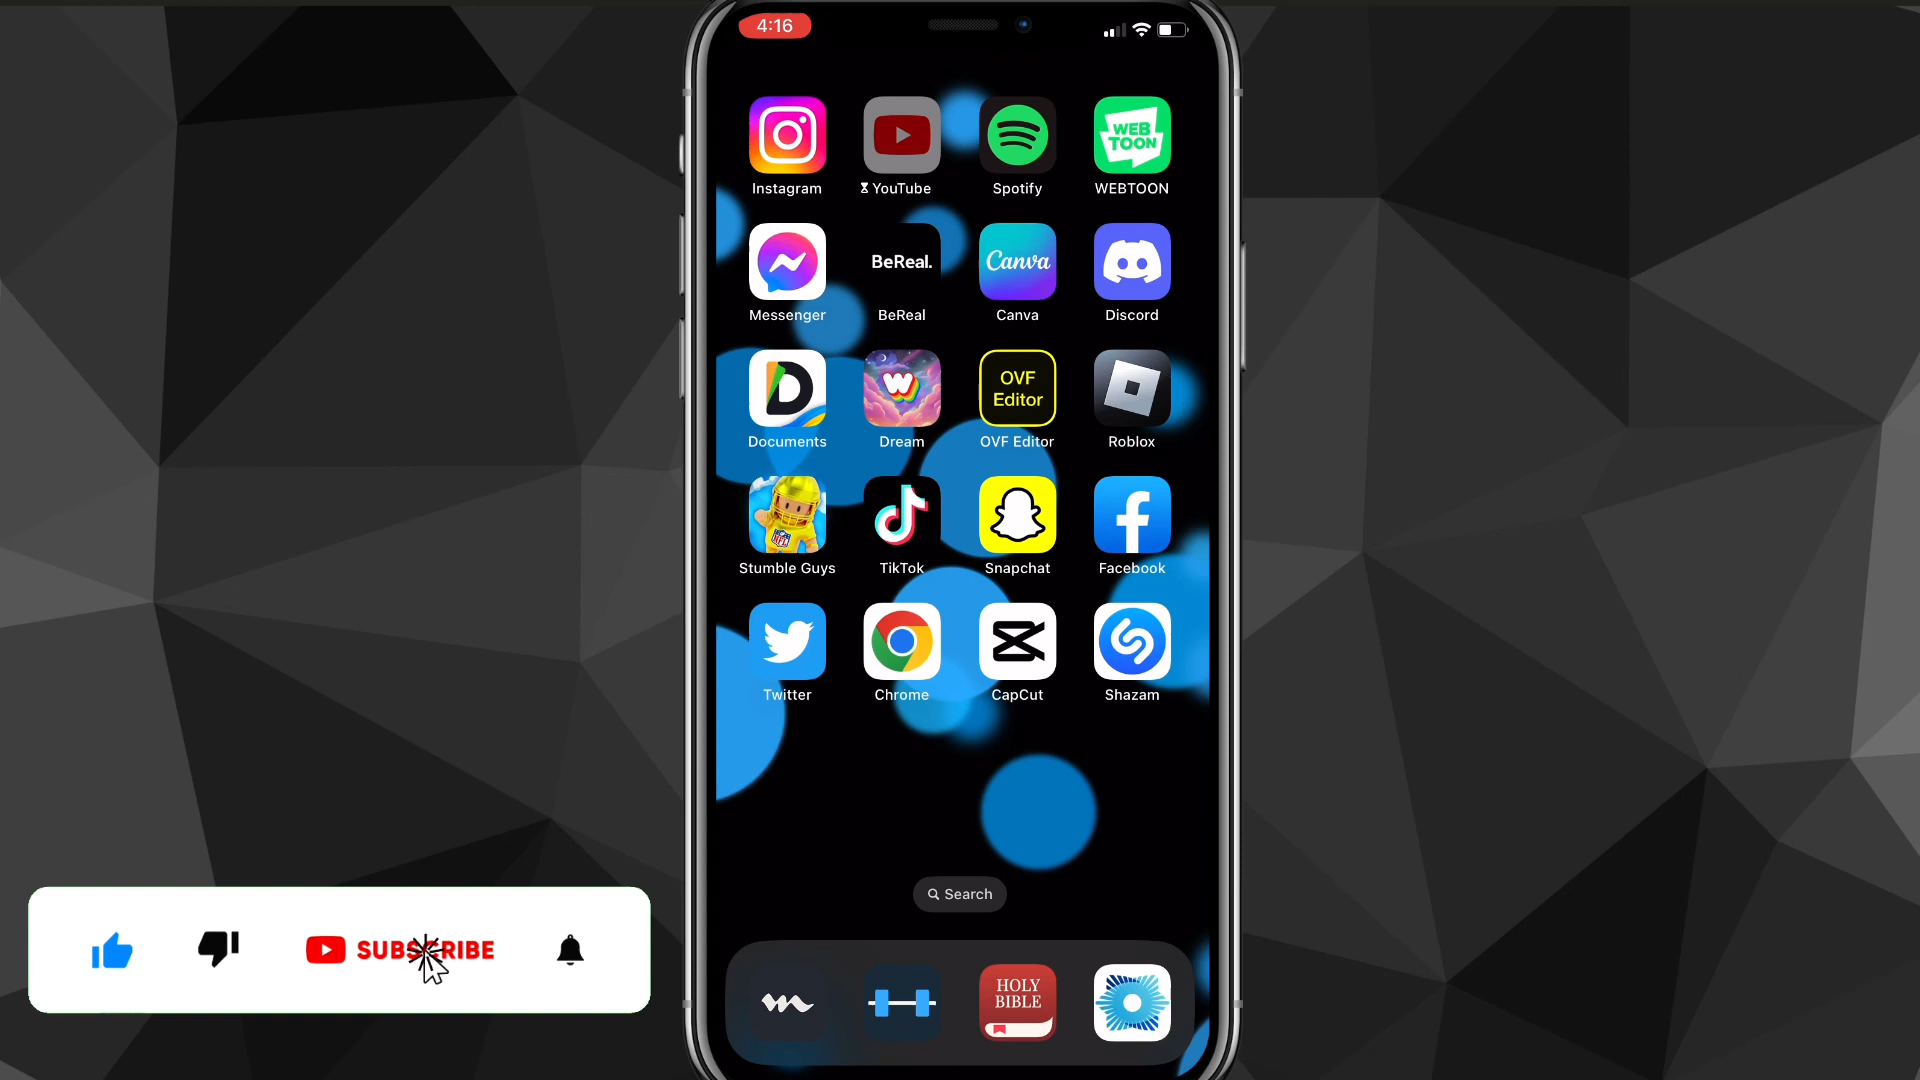 4:16
Instagram YouTube Spotify WEBTOON
WEB
TOON
BeReal. Canva
Messenger BeReal Canva Discord
OVF
Editor
Documents Dream OVF Editor Roblox
NFL
Stumble Guys TikTok Snapchat Facebook
Twitter Chrome CapCut Shazam
Search
SUBSCRIBE
HOLY
BIBLE